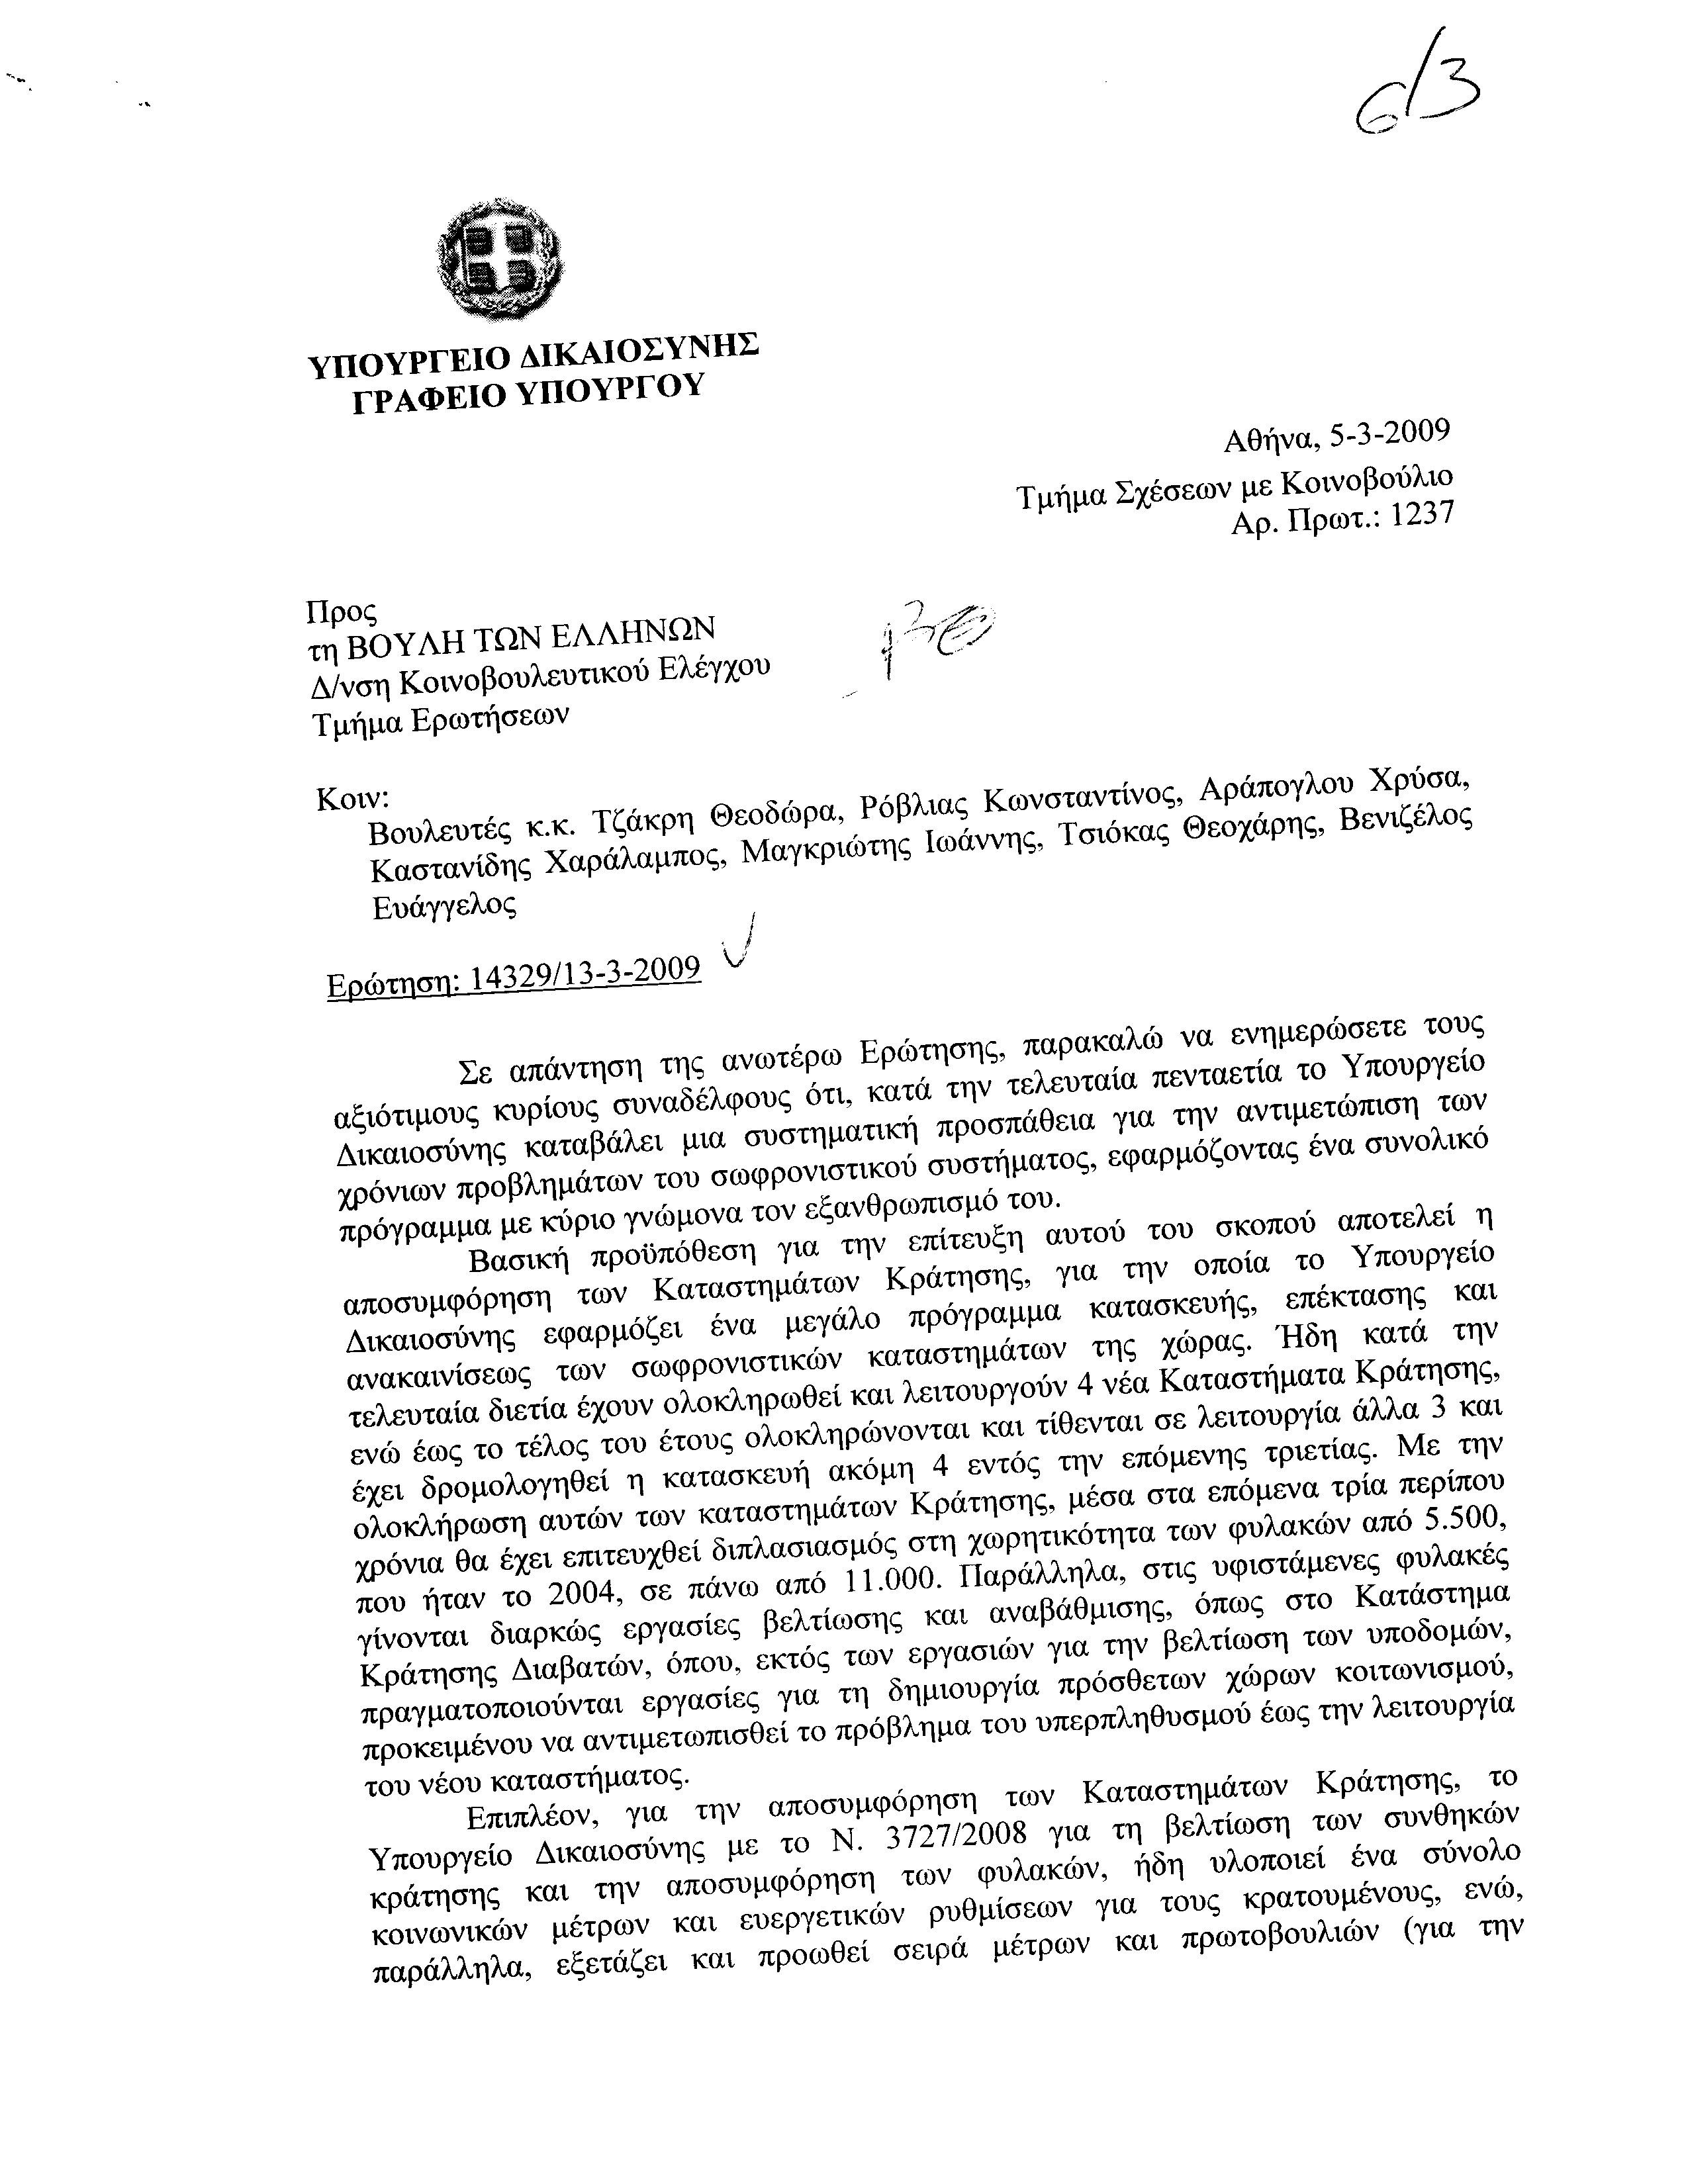 6/3
ΥΠΟΥΡΓΕΙΟ ΔΙΚΑΙΟΣΥΝΗΣ
ΓΡΑΦΕΙΟ ΥΠΟΥΡΓΟΥ
Αθήνα, 5-3-2009
Τμήμα Σχέσεων με Κοινοβούλιο
Αρ. Πρωτ.: 1237
Προς
τη ΒΟΥΛΗ ΤΩΝ ΕΛΛΗΝΩΝ
Δ/νση Κοινοβουλευτικού Ελέγχου
Τμήμα Ερωτήσεων
Κοιν:
Βουλευτές κ.κ. Τζάκρη Θεοδώρα, Ρόβλιας Κωνσταντίνος, Αράπογλου Χρύσα,
Καστανίδης Χαράλαμπος, Μαγκριώτης Ιωάννης, Τσιόκας Θεοχάρης, Βενιζέλος
Ευάγγελος
Ερώτηση: 14329/13-3-2009
Σε απάντηση της ανωτέρω Ερώτησης, παρακαλώ να ενημερώσετε τους
αξιότιμους κυρίους συναδέλφους ότι, κατά την τελευταία πενταετία το Υπουργείο
Δικαιοσύνης καταβάλει μια συστηματική προσπάθεια για την αντιμετώπιση των
χρόνιων προβλημάτων του σωφρονιστικού συστήματος, εφαρμόζοντας ένα συνολικό
πρόγραμμα με κύριο γνώμονα τον εξανθρωπισμό του.
Βασική προϋπόθεση για την επίτευξη αυτού του σκοπού αποτελεί η
αποσυμφόρηση των Καταστημάτων Κράτησης, για την οποία το Υπουργείο
Δικαιοσύνης εφαρμόζει ένα μεγάλο πρόγραμμα κατασκευής, επέκτασης και
ανακαινίσεως των σωφρονιστικών καταστημάτων της χώρας. Ήδη κατά την
τελευταία διετία έχουν ολοκληρωθεί και λειτουργούν 4 νέα Καταστήματα Κράτησης,
ενώ έως το τέλος του έτους ολοκληρώνονται και τίθενται σε λειτουργία άλλα 3 και
έχει δρομολογηθεί η κατασκευή ακόμη 4 εντός την επόμενης τριετίας. Με την
ολοκλήρωση αυτών των καταστημάτων Κράτησης, μέσα στα επόμενα τρία περίπου
χρόνια θα έχει επιτευχθεί διπλασιασμός στη χωρητικότητα των φυλακών από 5.500,
που ήταν το 2004, σε πάνω από 11.000. Παράλληλα, στις υφιστάμενες φυλακές
γίνονται διαρκώς εργασίες βελτίωσης και αναβάθμισης, όπως στο Κατάστημα
Κράτησης Διαβατών, όπου, εκτός των εργασιών για την βελτίωση των υποδομών,
πραγματοποιούνται εργασίες για τη δημιουργία πρόσθετων χώρων κοιτωνισμού,
προκειμένου να αντιμετωπισθεί το πρόβλημα του υπερπληθυσμού έως την λειτουργία
του νέου καταστήματος.
Επιπλέον, για την αποσυμφόρηση των Καταστημάτων Κράτησης, το
Υπουργείο Δικαιοσύνης με το Ν. 3727/2008 για τη βελτίωση των συνθηκών
κράτησης και την αποσυμφόρηση των φυλακών, ήδη υλοποιεί ένα σύνολο
κοινωνικών μέτρων και ευεργετικών ρυθμίσεων για τους κρατουμένους, ενώ,
παράλληλα, εξετάζει και προωθεί σειρά μέτρων και πρωτοβουλιών (για την